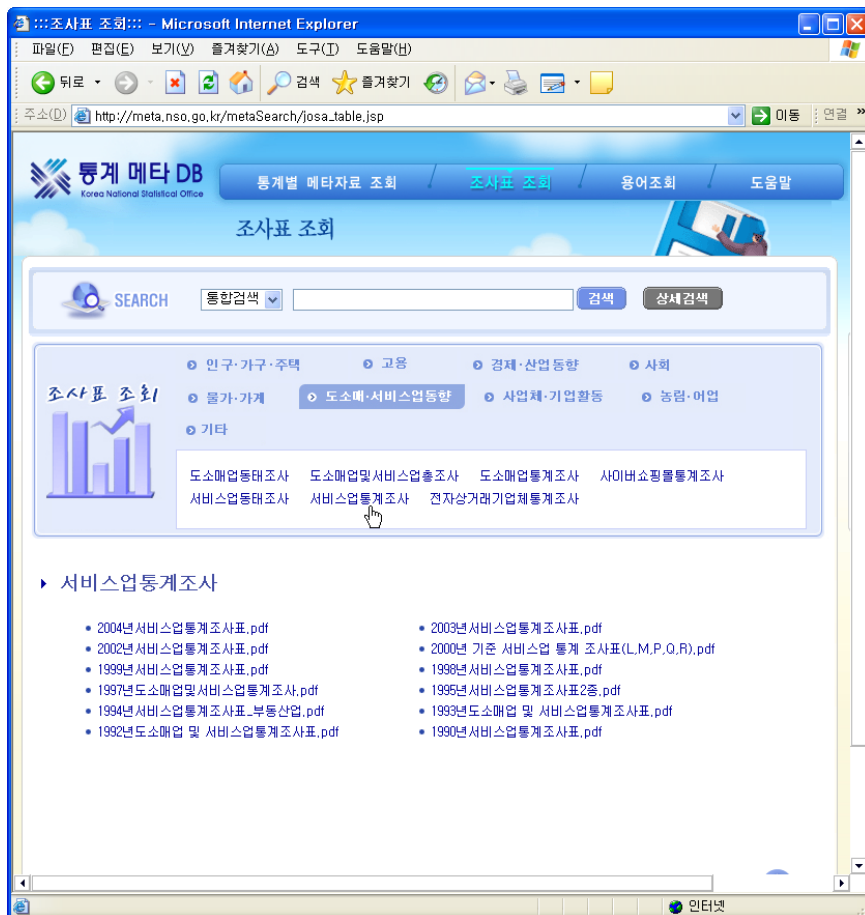 :::조사표 조회::: - Microsoft Internet Explorer
파일(F) 편집(E) 보기(V) 즐겨찾기(A) 도구(T) 도움말(H)
뒤로 검색 즐겨찾기
주소(D) http://meta.nso.go.kr/metaSearch/josa_table.jsp 이동 연결 »
통계 메타 DB
Korea National Statistical Office
통계별 메타자료 조회 / 조사표 조회 / 용어조회 / 도움말
조사표 조회
SEARCH 통합검색 검색 상세검색
조사표 조회
인구·가구·주택 고용 경제·산업동향 사회
물가·가계 도소매·서비스업동향 사업체·기업활동 농림·어업
기타
도소매업동태조사 도소매업및서비스업총조사 도소매업통계조사 사이버쇼핑몰통계조사
서비스업동태조사 서비스업통계조사 전자상거래기업체통계조사
서비스업통계조사
2004년서비스업통계조사표.pdf 2003년서비스업통계조사표.pdf
2002년서비스업통계조사표.pdf 2000년 기준 서비스업 통계 조사표(L,M,P,Q,R).pdf
1999년서비스업통계조사표.pdf 1998년서비스업통계조사표.pdf
1997년도소매업및서비스업통계조사.pdf 1995년서비스업통계조사표2종.pdf
1994년서비스업통계조사표_부동산업.pdf 1993년도소매업 및 서비스업통계조사표.pdf
1992년도소매업 및 서비스업통계조사표.pdf 1990년서비스업통계조사표.pdf
인터넷